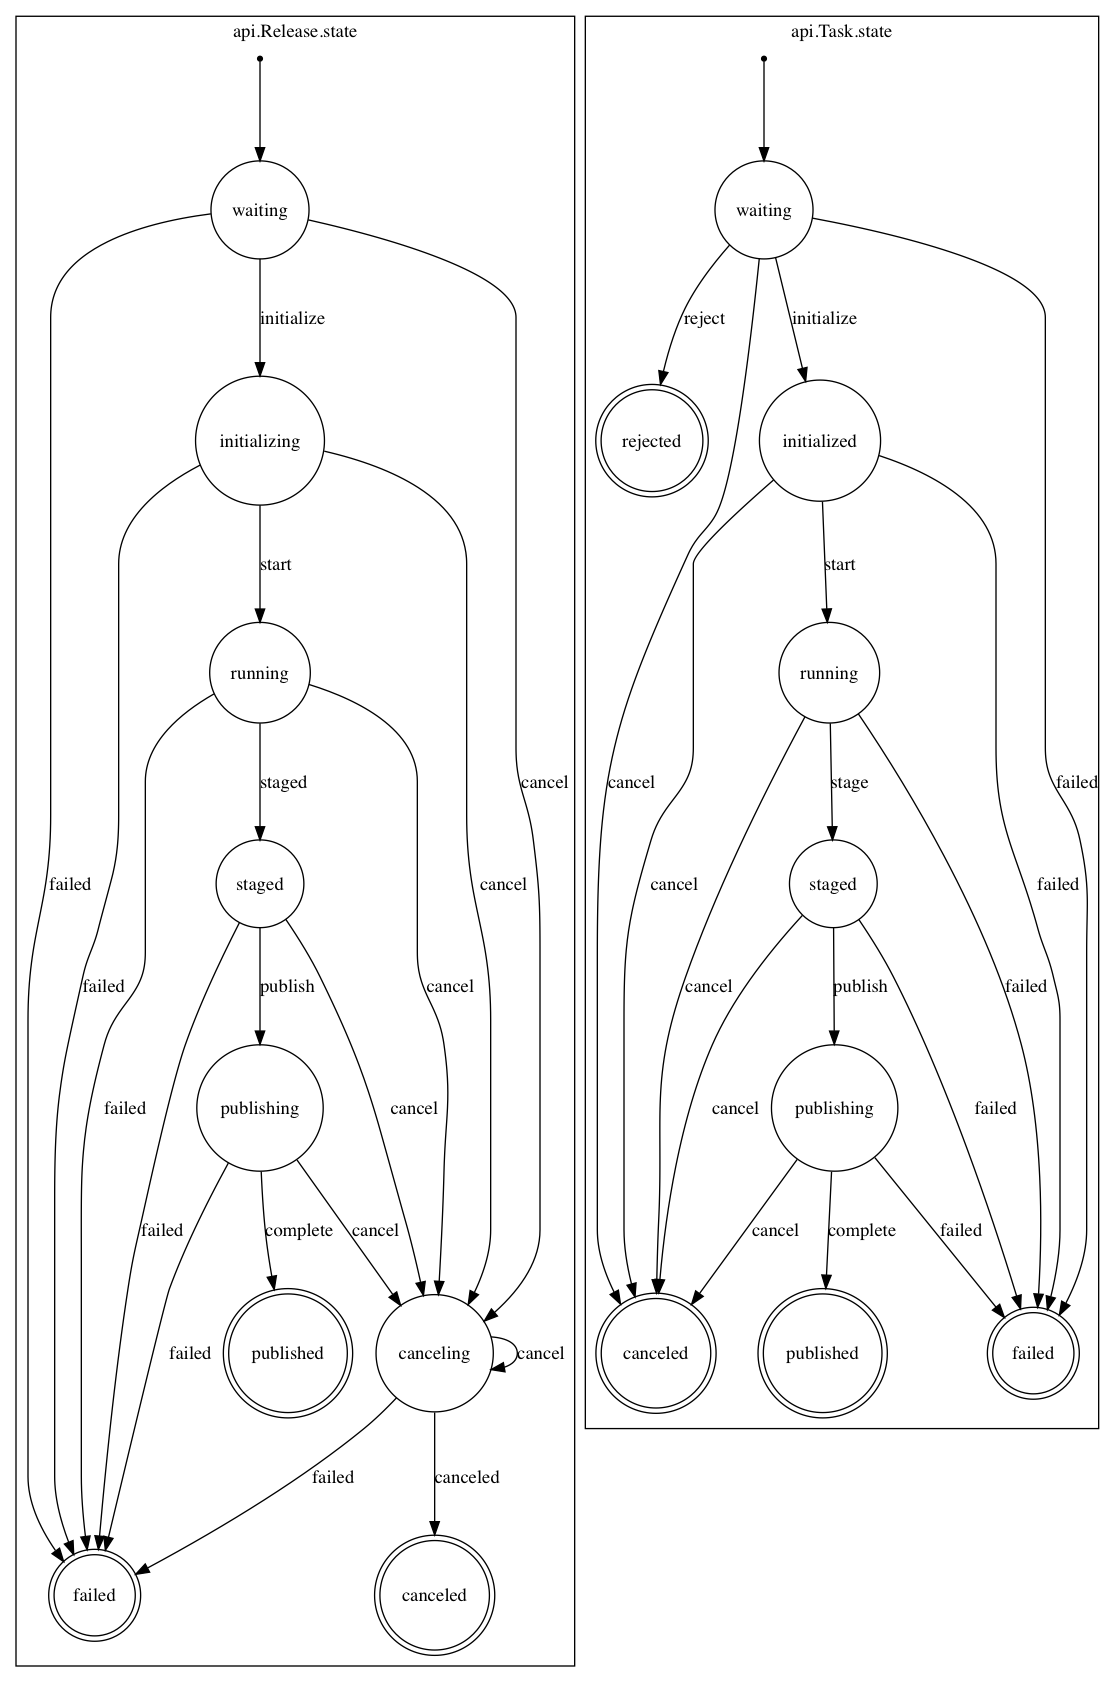 api.Release.state
waiting
initialize
initializing
start
running
cancel
staged
staged
failed
cancel
failed
publish
cancel
failed
publishing
cancel
failed
complete
cancel
failed
published
canceling
cancel
failed
canceled
failed
canceled
api.Task.state
waiting
reject
initialize
rejected
initialized
start
running
cancel
stage
failed
cancel
staged
failed
cancel
publish
failed
cancel
publishing
failed
cancel
complete
failed
canceled
published
failed